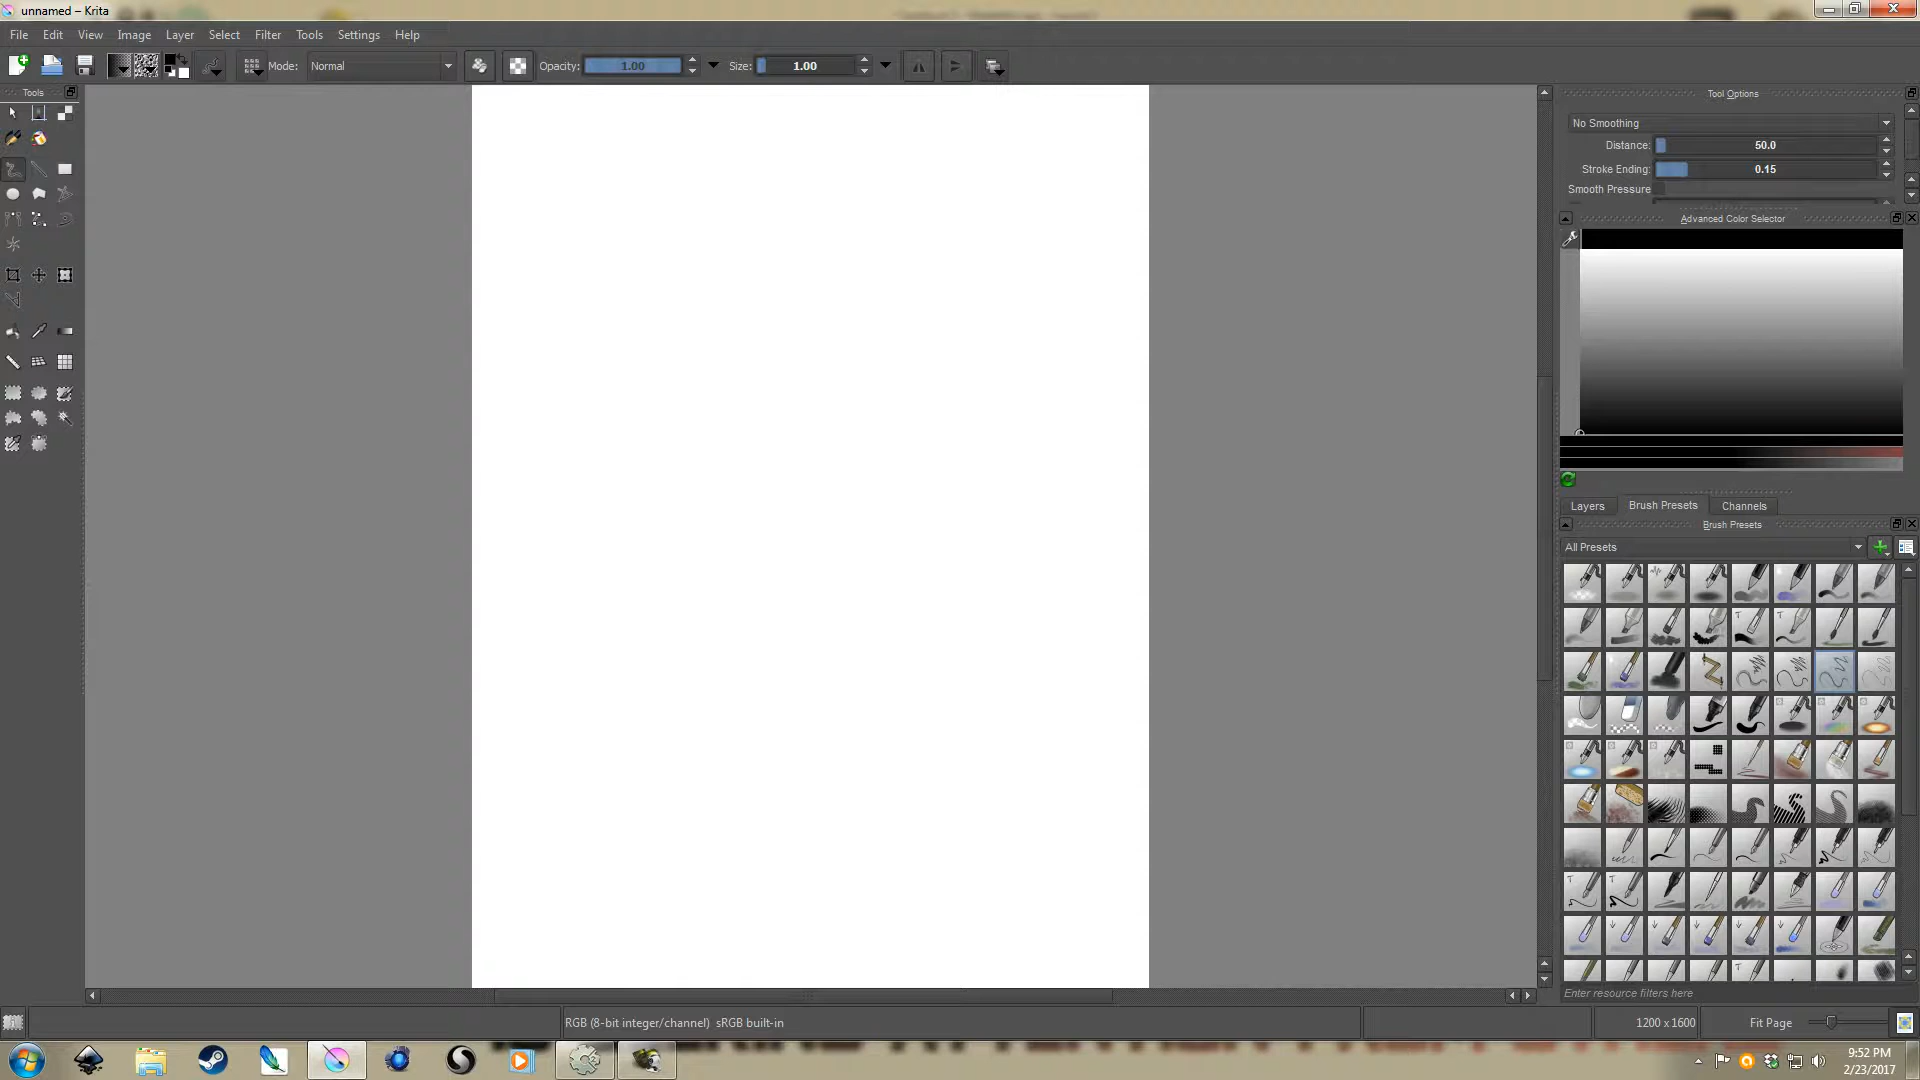 unnamed – Krita
File Edit View Image Layer Select Filter Tools Settings Help
Mode: Normal Opacity: 1.00 Size: 1.00
Tools
Tool Options
No Smoothing
Distance: 50.0
Stroke Ending: 0.15
Smooth Pressure
Advanced Color Selector
Layers Brush Presets Channels
Brush Presets
All Presets
Enter resource filters here
RGB (8-bit integer/channel) sRGB built-in
1200 x 1600
Fit Page
9:52 PM
2/23/2017